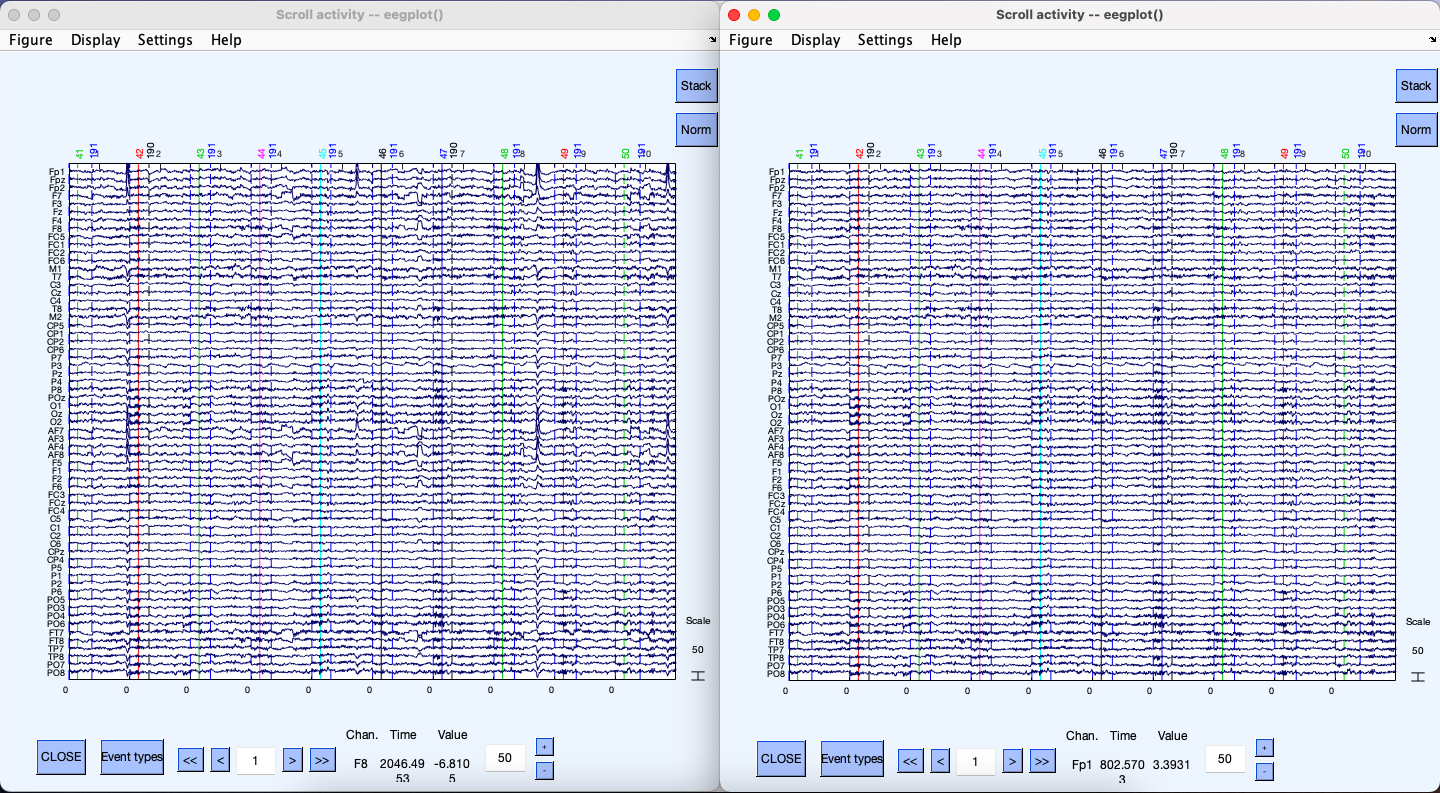 Scroll activity -- eegplot()
Figure Display Settings Help
Stack
Norm
41 191 42 190 2 43 191 3 44 191 4 45 191 5 46 191 6 47 190 7 48 191 8 49 191 9 50 191 10
Fp1
Fpz
Fp2
F7
F3
Fz
F4
F8
FC5
FC1
FC2
FC6
M1
T7
C3
Cz
C4
T8
M2
CP5
CP1
CP2
CP6
P7
P3
Pz
P4
P8
POz
O1
Oz
O2
AF7
AF3
AF4
AF8
F5
F1
F2
F6
FC3
FCz
FC4
C5
C1
C2
C6
CPz
CP4
P5
P1
P2
P6
PO5
PO3
PO4
PO6
FT7
FT8
TP7
TP8
PO7
PO8
0 0 0 0 0 0 0 0 0 0
Scale
50
CLOSE Event types << < 1 > >>
Chan. Time Value
F8 2046.49 -6.810
53 5
50
+
-
Scroll activity -- eegplot()
Figure Display Settings Help
Stack
Norm
41 191 42 190 2 43 191 3 44 191 4 45 191 5 46 191 6 47 190 7 48 191 8 49 191 9 50 191 10
Fp1
Fpz
Fp2
F7
F3
Fz
F4
F8
FC5
FC1
FC2
FC6
M1
T7
C3
Cz
C4
T8
M2
CP5
CP1
CP2
CP6
P7
P3
Pz
P4
P8
POz
O1
Oz
O2
AF7
AF3
AF4
AF8
F5
F1
F2
F6
FC3
FCz
FC4
C5
C1
C2
C6
CPz
CP4
P5
P1
P2
P6
PO5
PO3
PO4
PO6
FT7
FT8
TP7
TP8
PO7
PO8
0 0 0 0 0 0 0 0 0 0
Scale
50
CLOSE Event types << < 1 > >>
Chan. Time Value
Fp1 802.570 3.3931
3
50
+
-